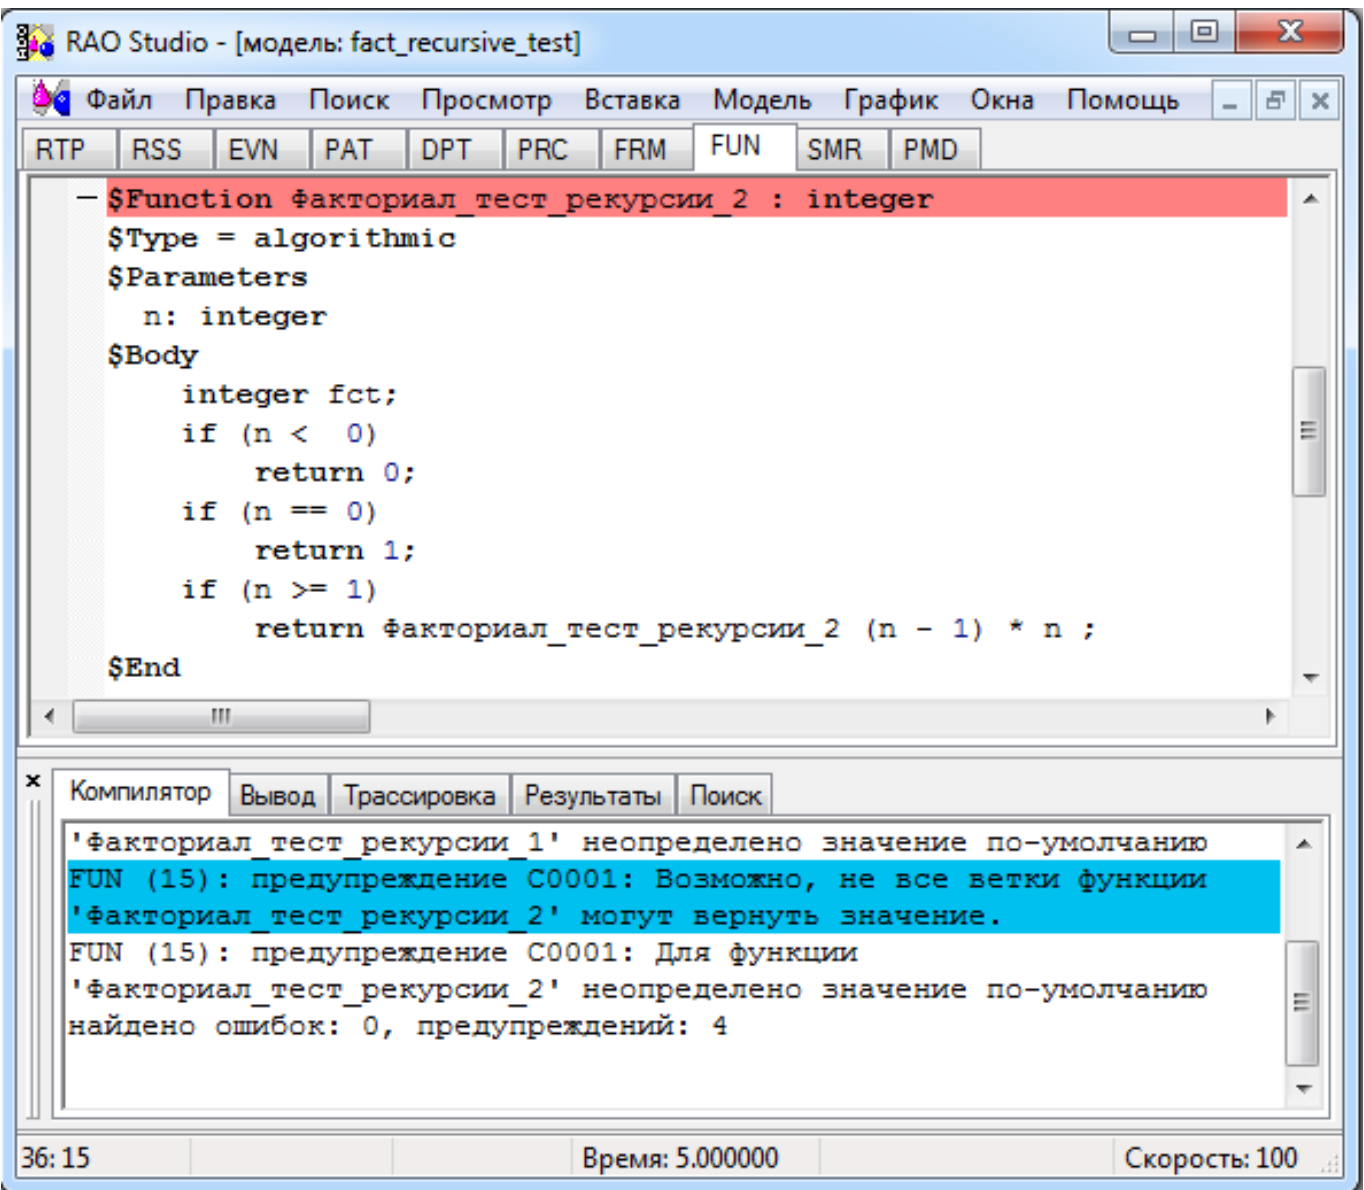 RAO Studio - [модель: fact_recursive_test]
Файл Правка Поиск Просмотр Вставка Модель График Окна Помощь
RTP RSS EVN PAT DPT PRC FRM FUN SMR PMD
$Function Факториал_тест_рекурсии_2 : integer
$Type = algorithmic
$Parameters
n: integer
$Body
integer fct;
if (n <  0)
return 0;
if (n == 0)
return 1;
if (n >= 1)
return Факториал_тест_рекурсии_2 (n - 1) * n ;
$End
Компилятор Вывод Трассировка Результаты Поиск
'Факториал_тест_рекурсии_1' неопределено значение по-умолчанию
FUN (15): предупреждение C0001: Возможно, не все ветки функции
'Факториал_тест_рекурсии_2' могут вернуть значение.
FUN (15): предупреждение C0001: Для функции
'Факториал_тест_рекурсии_2' неопределено значение по-умолчанию
найдено ошибок: 0, предупреждений: 4
36:15 Время: 5.000000 Скорость: 100